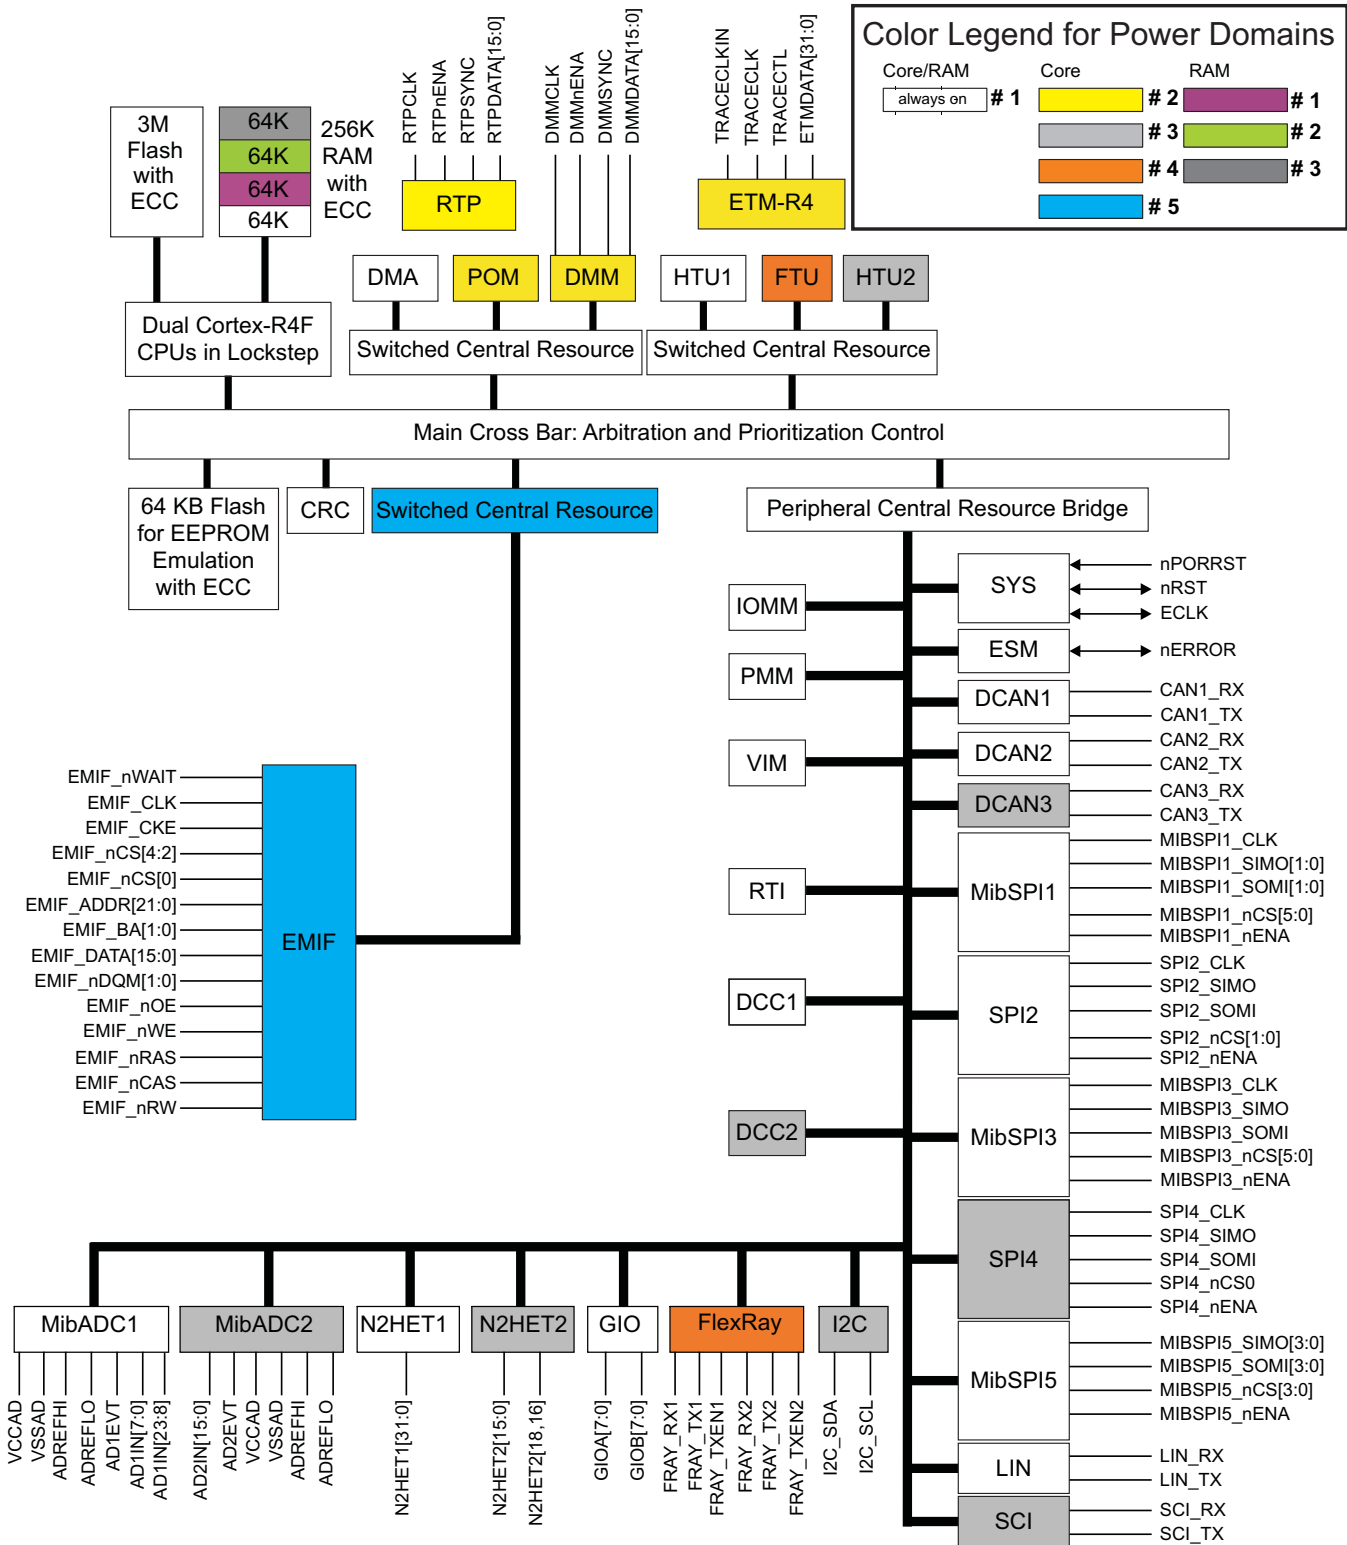 Color Legend for Power Domains
Core/RAM
Core
RAM
always on
# 1
# 2
# 1
# 3
# 2
# 4
# 3
# 5
3M
Flash
with
ECC
64K
64K
64K
64K
256K
RAM
with
ECC
RTPCLK
RTPnENA
RTPSYNC
RTPDATA[15:0]
RTP
DMMCLK
DMMnENA
DMMSYNC
DMMDATA[15:0]
TRACECLKIN
TRACECLK
TRACECTL
ETMDATA[31:0]
ETM-R4
DMA
POM
DMM
HTU1
FTU
HTU2
Dual Cortex-R4F
CPUs in Lockstep
Switched Central Resource
Switched Central Resource
Main Cross Bar: Arbitration and Prioritization Control
64 KB Flash
for EEPROM
Emulation
with ECC
CRC
Switched Central Resource
Peripheral Central Resource Bridge
IOMM
PMM
VIM
RTI
DCC1
DCC2
SYS
nPORRST
nRST
ECLK
ESM
nERROR
DCAN1
CAN1_RX
CAN1_TX
DCAN2
CAN2_RX
CAN2_TX
DCAN3
CAN3_RX
CAN3_TX
MibSPI1
MIBSPI1_CLK
MIBSPI1_SIMO[1:0]
MIBSPI1_SOMI[1:0]
MIBSPI1_nCS[5:0]
MIBSPI1_nENA
SPI2
SPI2_CLK
SPI2_SIMO
SPI2_SOMI
SPI2_nCS[1:0]
SPI2_nENA
MibSPI3
MIBSPI3_CLK
MIBSPI3_SIMO
MIBSPI3_SOMI
MIBSPI3_nCS[5:0]
MIBSPI3_nENA
SPI4
SPI4_CLK
SPI4_SIMO
SPI4_SOMI
SPI4_nCS0
SPI4_nENA
MibSPI5
MIBSPI5_SIMO[3:0]
MIBSPI5_SOMI[3:0]
MIBSPI5_nCS[3:0]
MIBSPI5_nENA
LIN
LIN_RX
LIN_TX
SCI
SCI_RX
SCI_TX
EMIF_nWAIT
EMIF_CLK
EMIF_CKE
EMIF_nCS[4:2]
EMIF_nCS[0]
EMIF_ADDR[21:0]
EMIF_BA[1:0]
EMIF_DATA[15:0]
EMIF_nDQM[1:0]
EMIF_nOE
EMIF_nWE
EMIF_nRAS
EMIF_nCAS
EMIF_nRW
EMIF
MibADC1
MibADC2
N2HET1
N2HET2
GIO
FlexRay
I2C
VCCAD
VSSAD
ADREFHI
ADREFLO
AD1EVT
AD1IN[7:0]
AD1IN[23:8]
AD2IN[15:0]
AD2EVT
VCCAD
VSSAD
ADREFHI
ADREFLO
N2HET1[31:0]
N2HET2[15:0]
N2HET2[18,16]
GIOA[7:0]
GIOB[7:0]
FRAY_RX1
FRAY_TX1
FRAY_TXEN1
FRAY_RX2
FRAY_TX2
FRAY_TXEN2
I2C_SDA
I2C_SCL